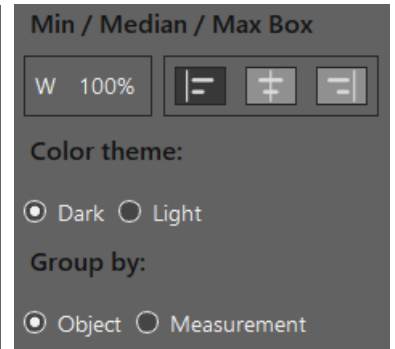 Min / Median / Max Box
W 100%
Color theme:
Dark Light
Group by:
Object Measurement